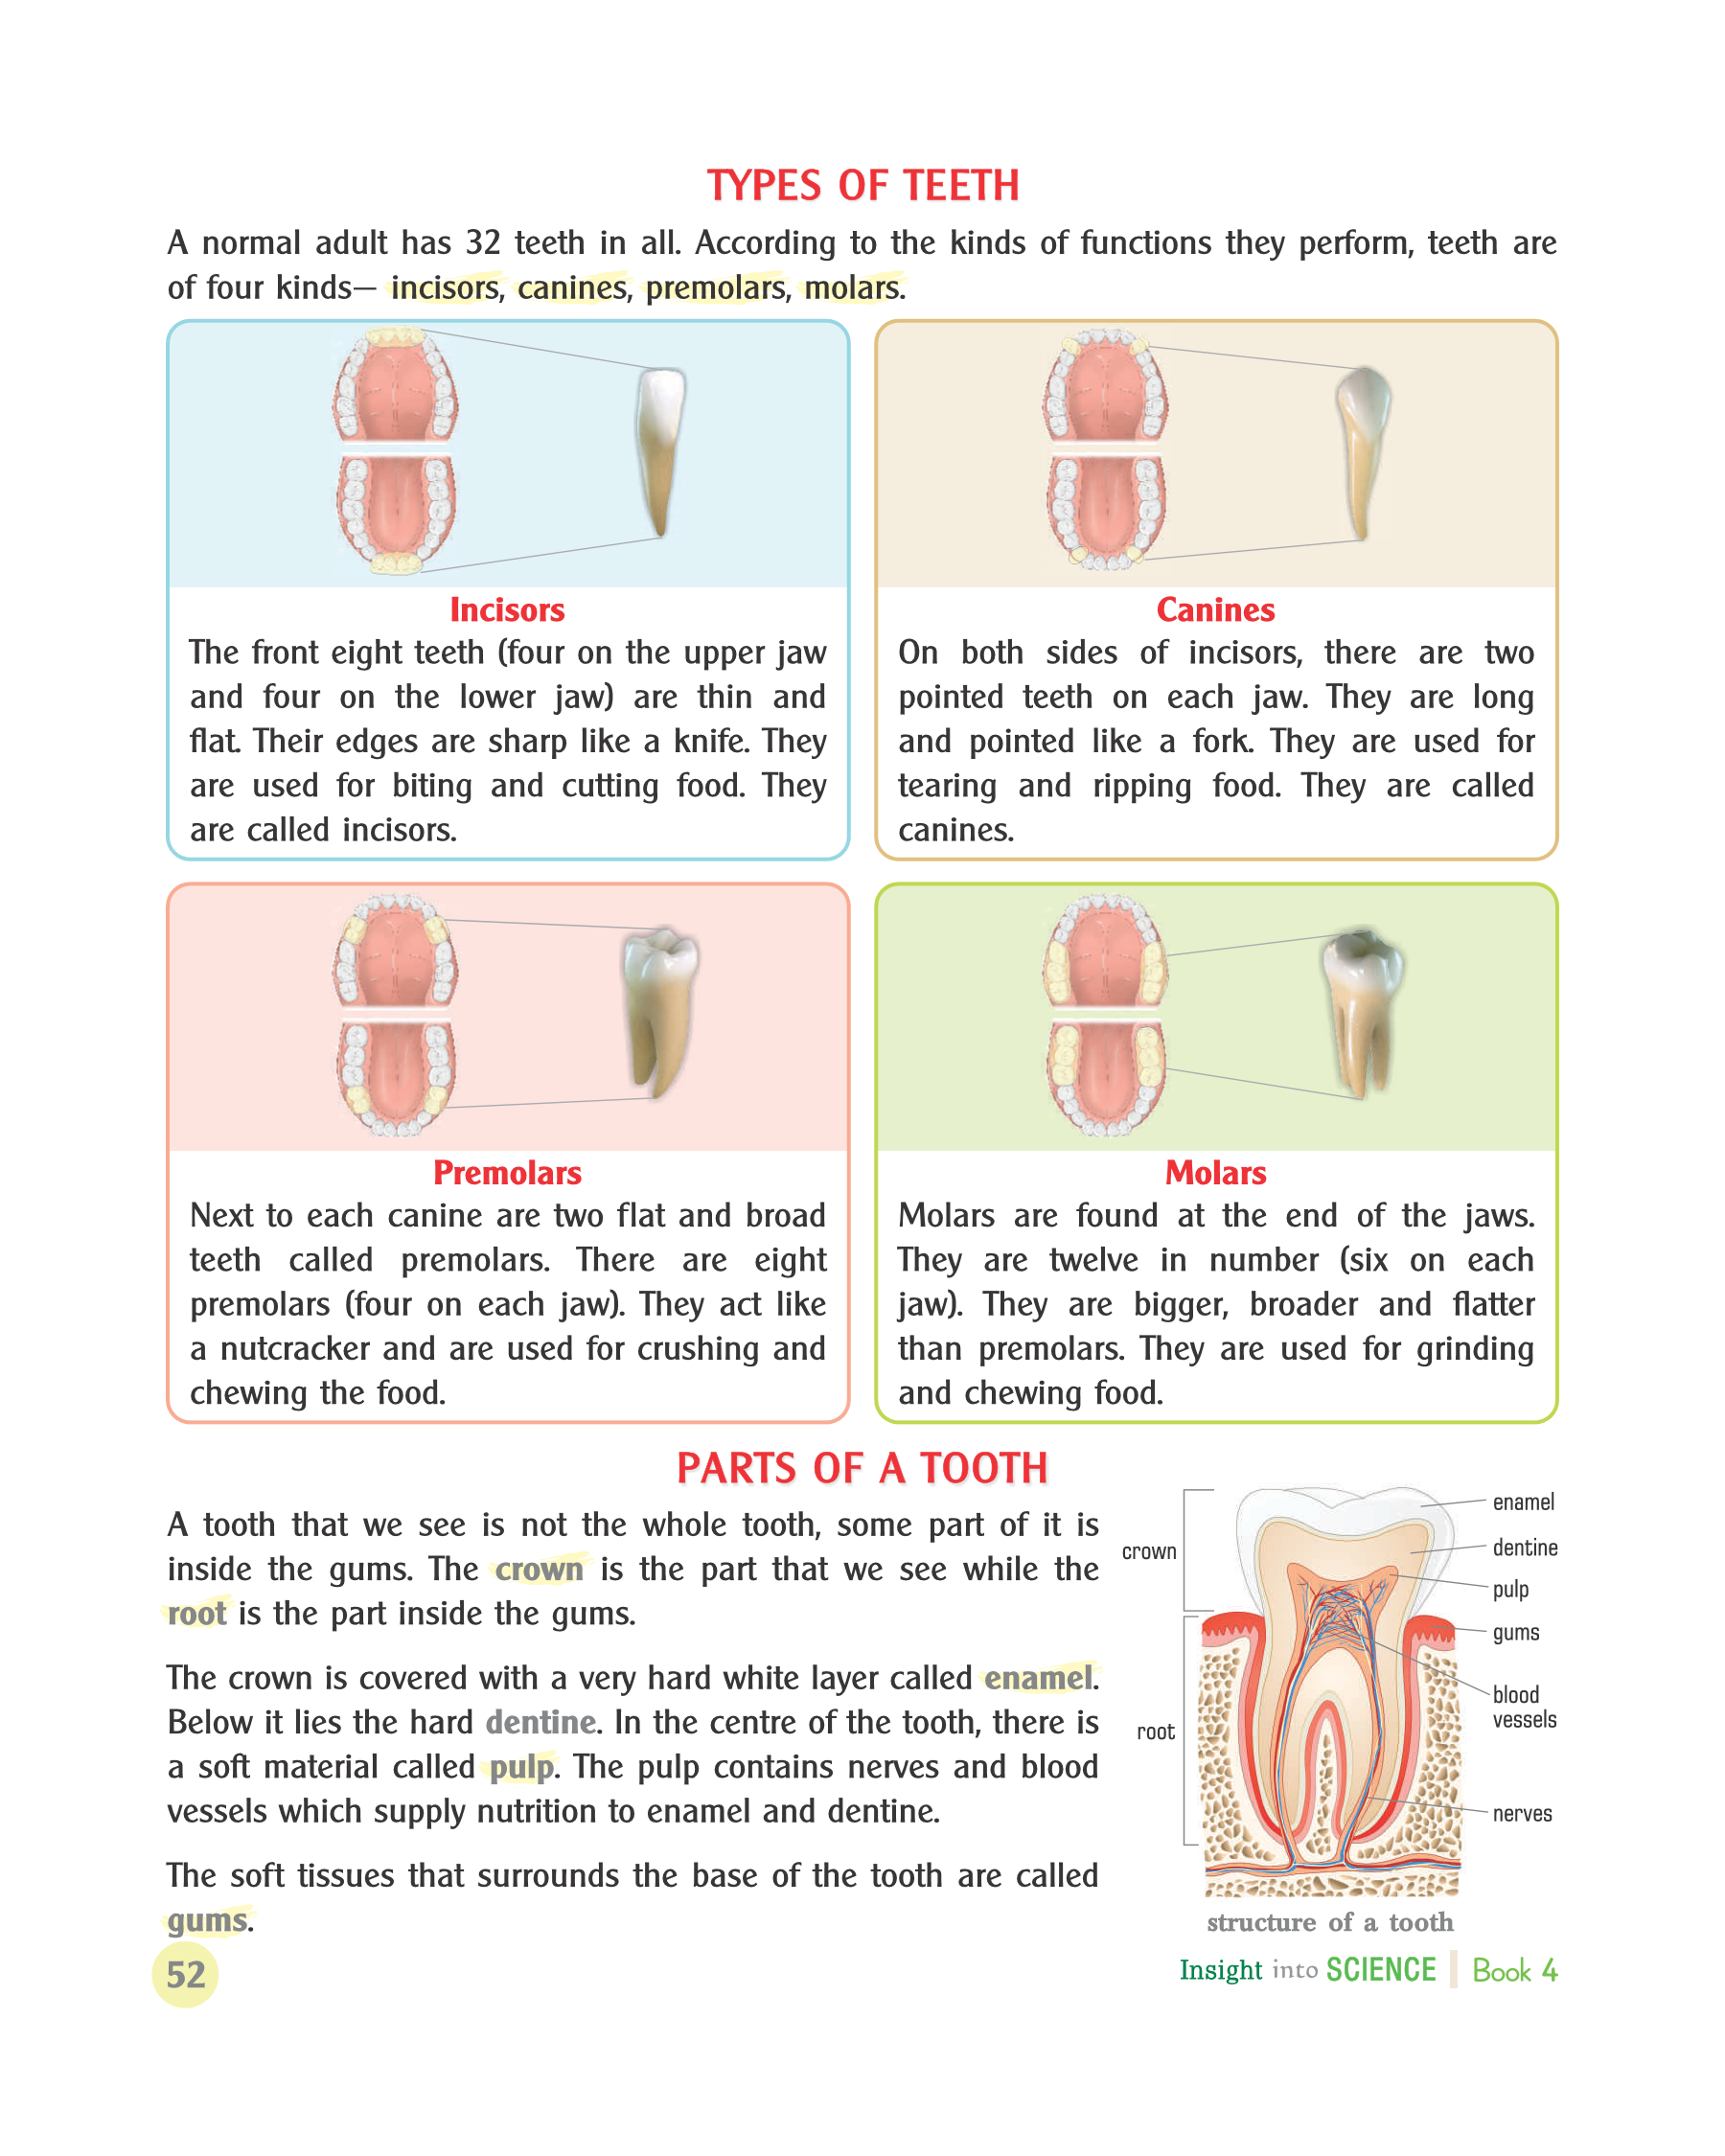 TYPES OF TEETH
A normal adult has 32 teeth in all. According to the kinds of functions they perform, teeth are
of four kinds— incisors, canines, premolars, molars.
Incisors
The front eight teeth (four on the upper jaw
and four on the lower jaw) are thin and
flat. Their edges are sharp like a knife. They
are used for biting and cutting food. They
are called incisors.
Canines
On both sides of incisors, there are two
pointed teeth on each jaw. They are long
and pointed like a fork. They are used for
tearing and ripping food. They are called
canines.
Premolars
Next to each canine are two flat and broad
teeth called premolars. There are eight
premolars (four on each jaw). They act like
a nutcracker and are used for crushing and
chewing the food.
Molars
Molars are found at the end of the jaws.
They are twelve in number (six on each
jaw). They are bigger, broader and flatter
than premolars. They are used for grinding
and chewing food.
PARTS OF A TOOTH
A tooth that we see is not the whole tooth, some part of it is
inside the gums. The crown is the part that we see while the
root is the part inside the gums.
The crown is covered with a very hard white layer called enamel.
Below it lies the hard dentine. In the centre of the tooth, there is
a soft material called pulp. The pulp contains nerves and blood
vessels which supply nutrition to enamel and dentine.
The soft tissues that surrounds the base of the tooth are called
gums.
crown
root
enamel
dentine
pulp
gums
blood
vessels
nerves
structure of a tooth
52
Insight into SCIENCE | Book 4